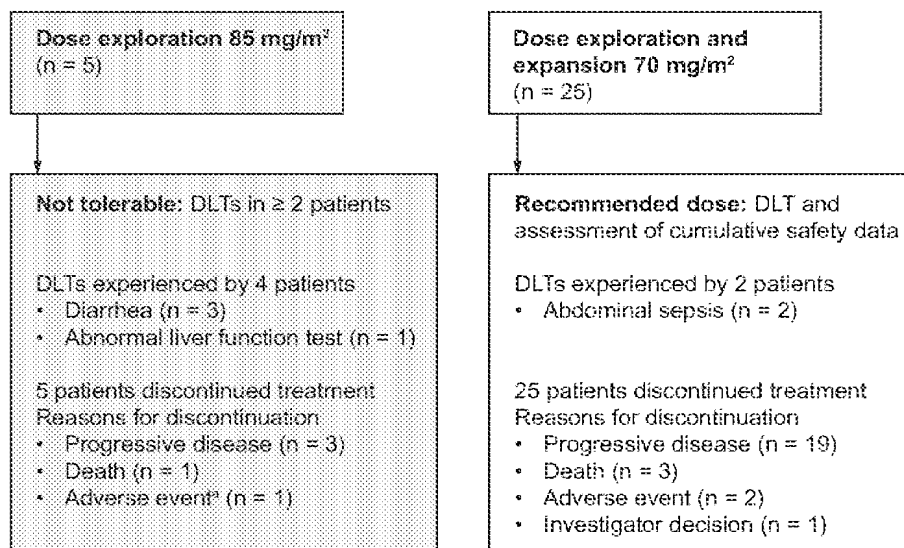 Dose exploration 85 mg/m²
(n = 5)
Not tolerable: DLTs in ≥ 2 patients
DLTs experienced by 4 patients
• Diarrhea (n = 3)
• Abnormal liver function test (n = 1)
5 patients discontinued treatment
Reasons for discontinuation
• Progressive disease (n = 3)
• Death (n = 1)
• Adverse eventᵃ (n = 1)
Dose exploration and
expansion 70 mg/m²
(n = 25)
Recommended dose: DLT and
assessment of cumulative safety data
DLTs experienced by 2 patients
• Abdominal sepsis (n = 2)
25 patients discontinued treatment
Reasons for discontinuation
• Progressive disease (n = 19)
• Death (n = 3)
• Adverse event (n = 2)
• Investigator decision (n = 1)